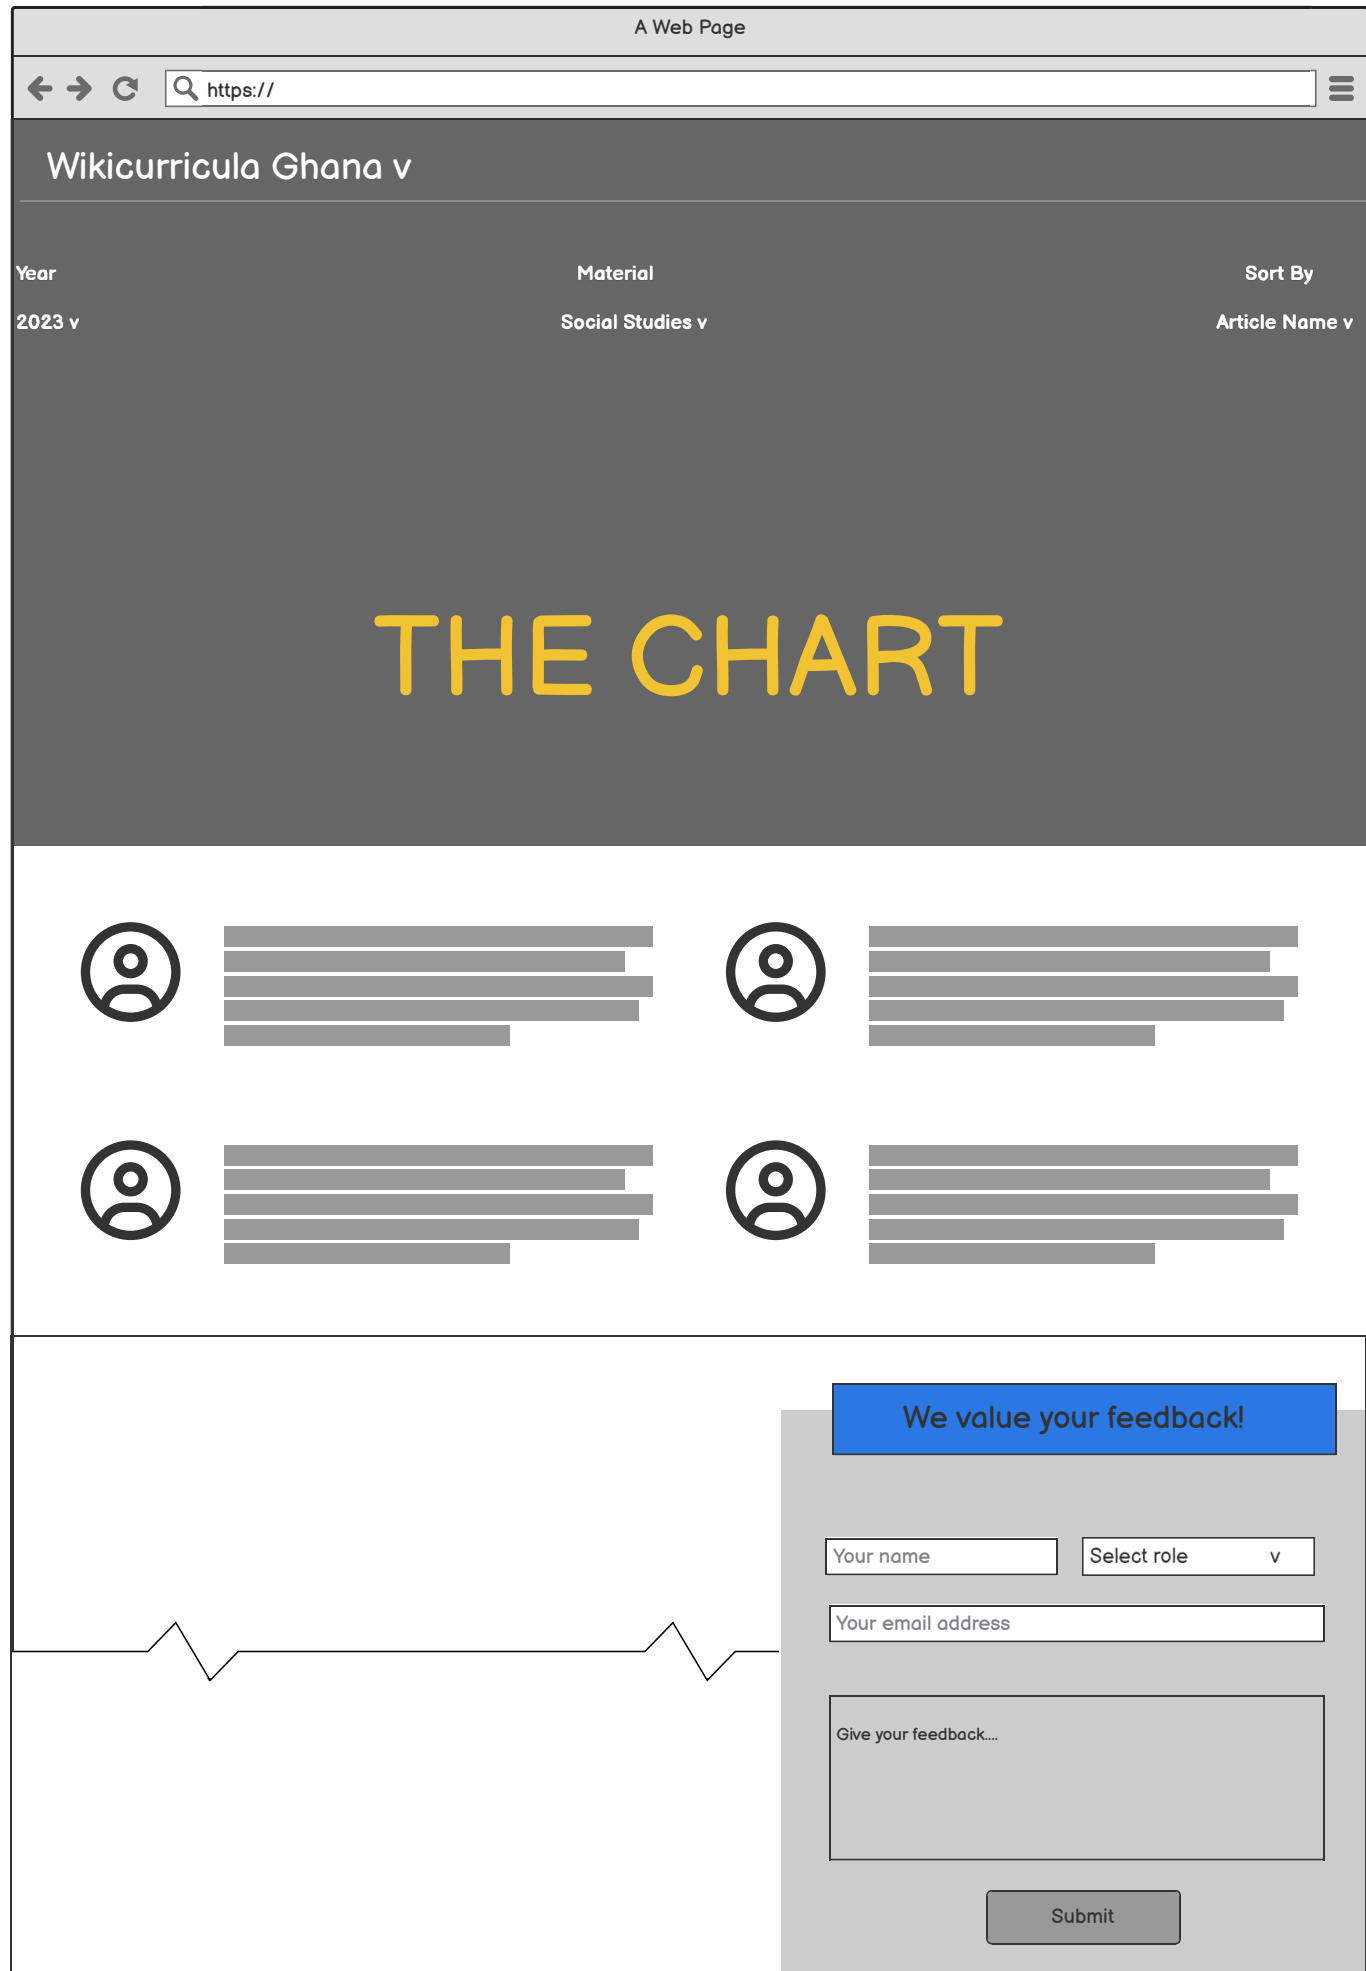 A Web Page
https://
Wikicurricula Ghana v
Year Material Sort By
2023 v Social Studies v Article Name v
THE CHART
We value your feedback!
Your name Select role v
Your email address
Give your feedback....
Submit